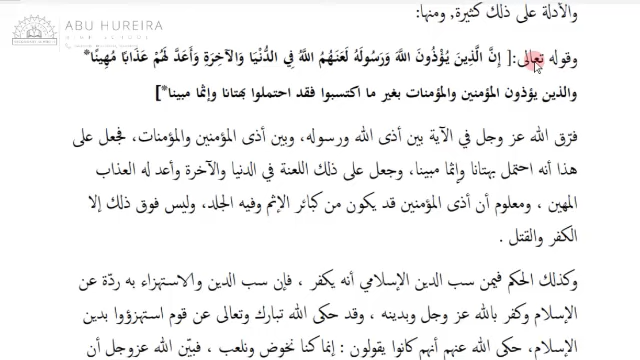 ABU HUREIRA
والأدلة على ذلك كثيرة, ومنها:
وقوله تعالى:[ إِنَّ الَّذِينَ يُؤْذُونَ اللَّهَ وَرَسُولَهُ لَعَنَهُمُ اللَّهُ فِي الدُّنْيَا وَالآخِرَةِ وَأَعَدَّ لَهُمْ عَذَابًا مُهِينًا*
والذين يؤذون المؤمنين والمؤمنات بغير ما اكتسبوا فقد احتملوا بهتانا وإثما مبينا*]
فرّق الله عز وجل في الآية بين أذى الله ورسوله، وبين أذى المؤمنين والمؤمنات، فجعل على
هذا أنه احتمل بهتانا وإثما مبينا، وجعل على ذلك اللعنة في الدنيا والآخرة وأعد له العذاب
المهين ، ومعلوم أن أذى المؤمنين قد يكون من كبائر الإثم وفيه الجلد، وليس فوق ذلك إلا
الكفر والقتل .
وكذلك الحكم فيمن سب الدين الإسلامي أنه يكفر ، فإن سب الدين والاستهزاء به ردّة عن
الإسلام وكفر بالله عز وجل وبدينه ، وقد حكى الله تبارك وتعالى عن قوم استهزؤوا بدين
الإسلام، حكى الله عنهم أنهم كانوا يقولون : إنما كنا نخوض ونلعب ، فبيّن الله عزوجل أن